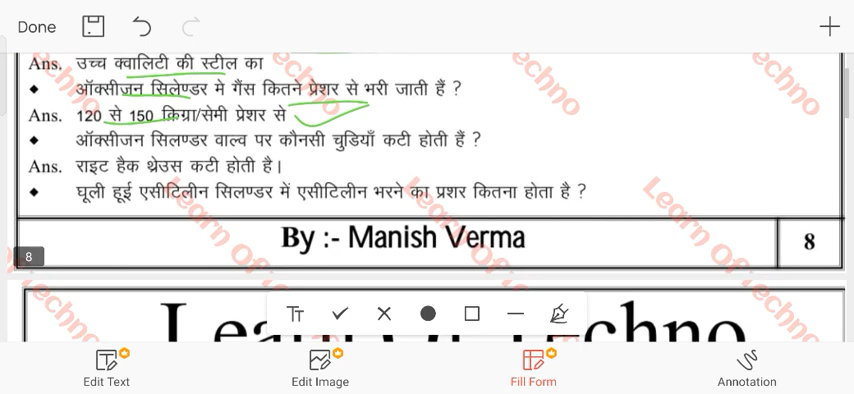 Done
Ans. उच्च क्वालिटी की स्टील का
♦ ऑक्सीजन सिलेण्डर मे गैंस कितने प्रेशर से भरी जाती हैं ?
Ans. 120 से 150 किग्रा/सेमी प्रेशर से
♦ ऑक्सीजन सिलण्डर वाल्व पर कौनसी चुडियाँ कटी होती हैं ?
Ans. राइट हैक थ्रेउस कटी होती है।
♦ घूली हूई एसीटिलीन सिलण्डर में एसीटिलीन भरने का प्रशर कितना होता है ?
By :- Manish Verma 8
8
Learn Of Techno
Edit Text Edit Image Fill Form Annotation